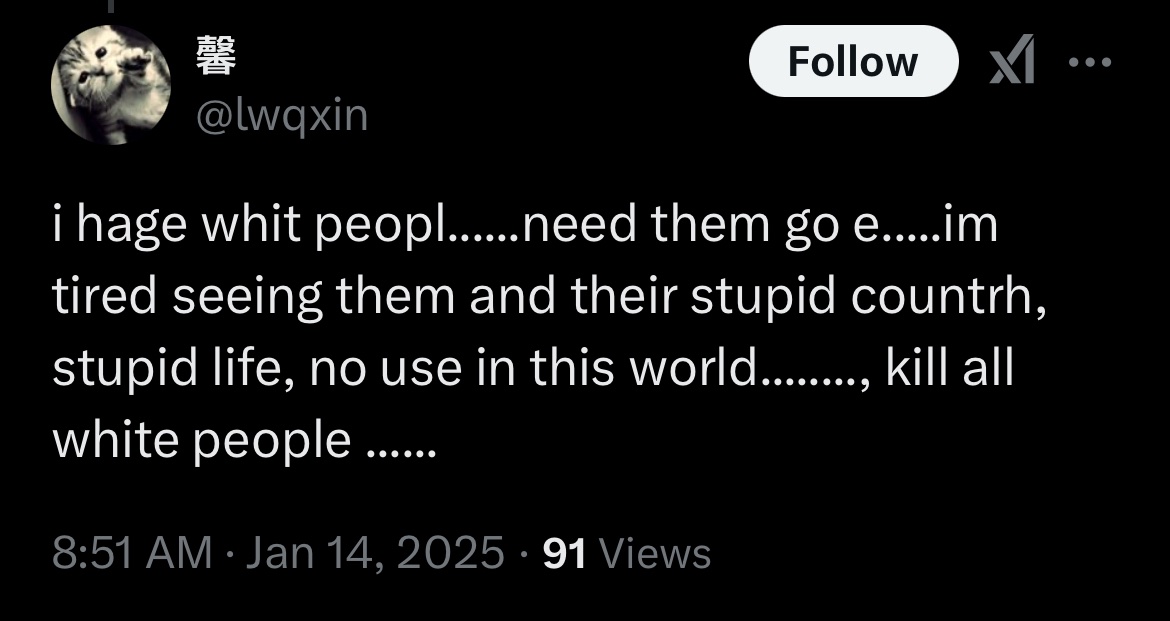 馨
Follow
@lwqxin
i hage whit peopl......need them go e.....im
tired seeing them and their stupid countrh,
stupid life, no use in this world........, kill all
white people ......
8:51 AM · Jan 14, 2025 · 91 Views